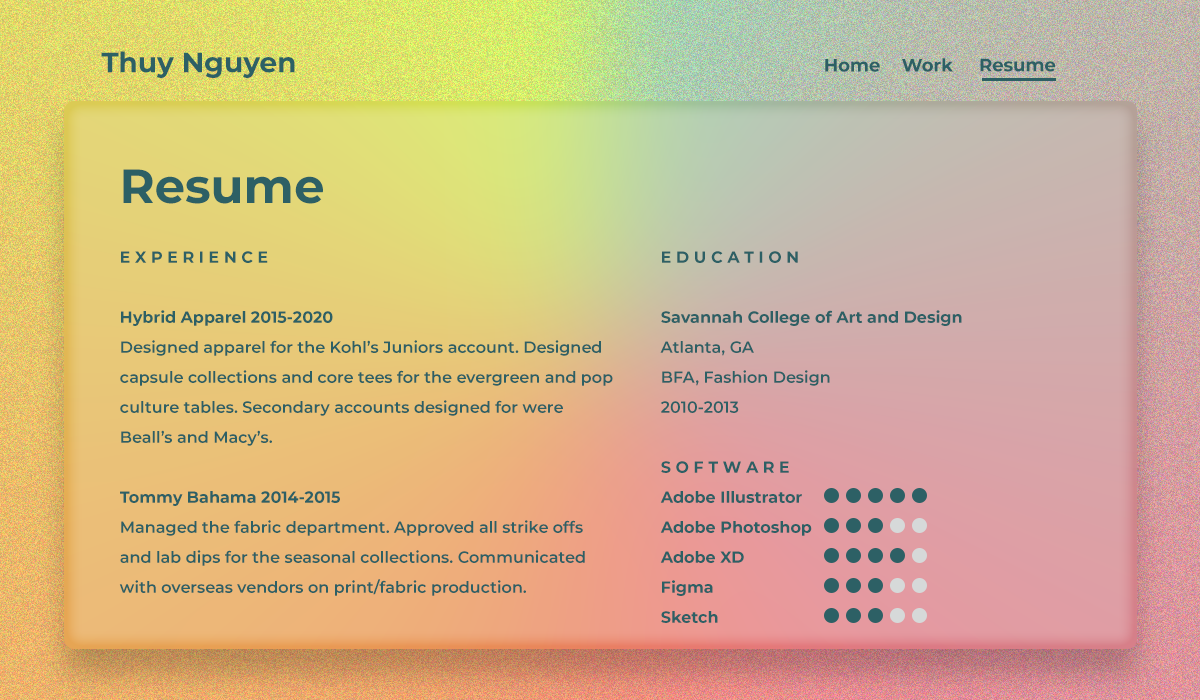 Thuy Nguyen
Home Work Resume
Resume
EXPERIENCE
Hybrid Apparel 2015-2020
Designed apparel for the Kohl’s Juniors account. Designed
capsule collections and core tees for the evergreen and pop
culture tables. Secondary accounts designed for were
Beall’s and Macy’s.
Tommy Bahama 2014-2015
Managed the fabric department. Approved all strike offs
and lab dips for the seasonal collections. Communicated
with overseas vendors on print/fabric production.
EDUCATION
Savannah College of Art and Design
Atlanta, GA
BFA, Fashion Design
2010-2013
SOFTWARE
Adobe Illustrator
Adobe Photoshop
Adobe XD
Figma
Sketch